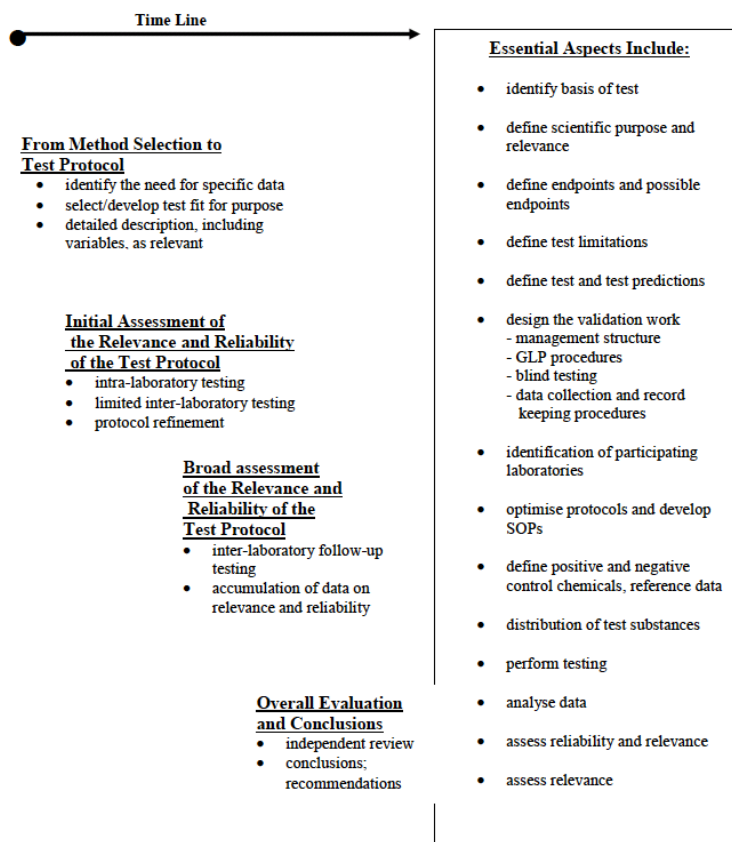 Time Line
From Method Selection to
Test Protocol
• identify the need for specific data
• select/develop test fit for purpose
• detailed description, including
variables, as relevant
Initial Assessment of
the Relevance and Reliability
of the Test Protocol
• intra-laboratory testing
• limited inter-laboratory testing
• protocol refinement
Broad assessment
of the Relevance and
Reliability of the
Test Protocol
• inter-laboratory follow-up
testing
• accumulation of data on
relevance and reliability
Overall Evaluation
and Conclusions
• independent review
• conclusions;
recommendations
Essential Aspects Include:
• identify basis of test
• define scientific purpose and
relevance
• define endpoints and possible
endpoints
• define test limitations
• define test and test predictions
• design the validation work
- management structure
- GLP procedures
- blind testing
- data collection and record
keeping procedures
• identification of participating
laboratories
• optimise protocols and develop
SOPs
• define positive and negative
control chemicals, reference data
• distribution of test substances
• perform testing
• analyse data
• assess reliability and relevance
• assess relevance